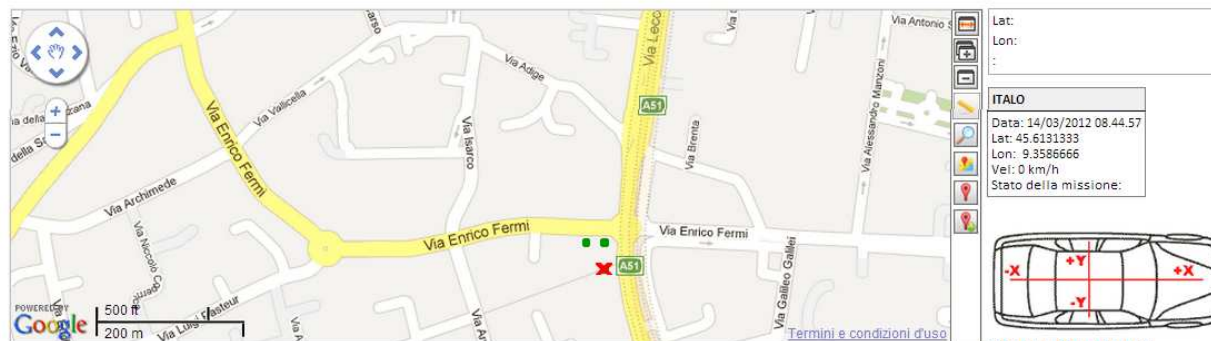 Via Antonio S
Lat:
Lon:
:
Via Lecco
Via Adige
A51
Via Vallicella
Via Enrico Fermi
Via Isarco
Via Brenta
Via Alessandro Manzoni
ITALO
Data: 14/03/2012 08.44.57
Lat: 45.6131333
Lon: 9.3586666
Vel: 0 km/h
Stato della missione:
Via Archimede
Via Enrico Fermi
Via Enrico Fermi
A51
Via Galileo Galilei
-X
+Y
+X
-Y
POWERED BY
Google
500 ft
200 m
Via Luigi Pasteur
Termini e condizioni d'uso